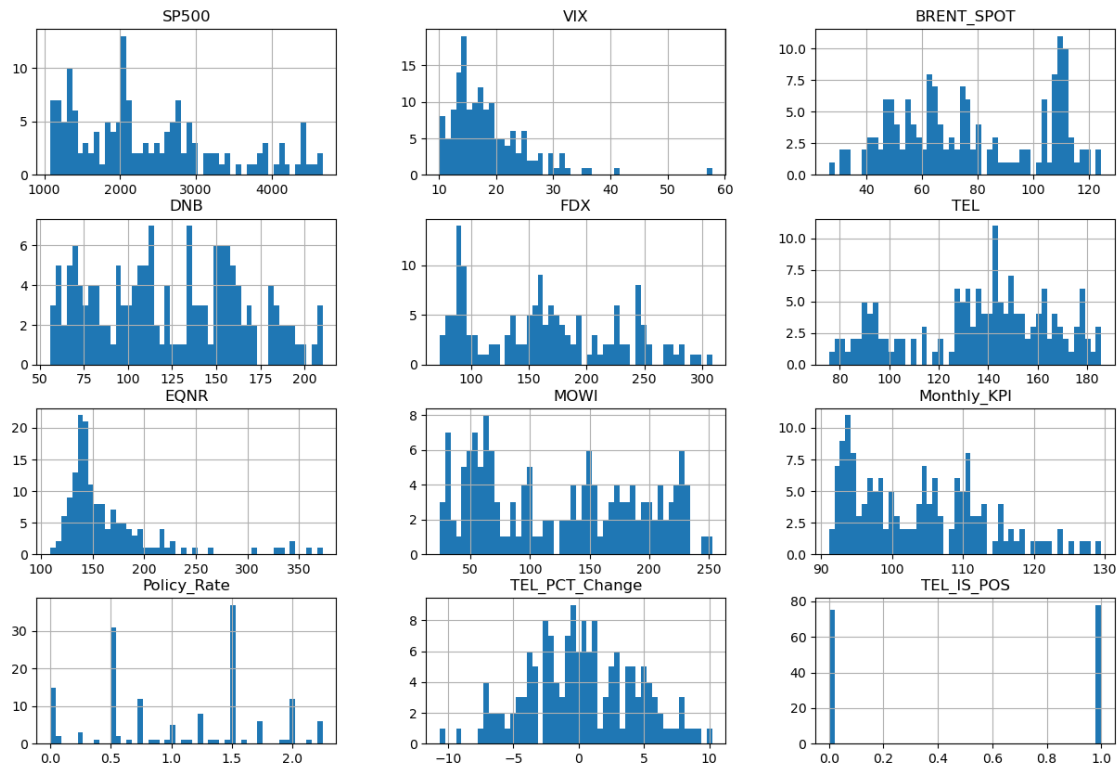 SP500
10
5
0
1000 2000 3000 4000
VIX
15
10
5
0
10 20 30 40 50 60
BRENT_SPOT
10.0
7.5
5.0
2.5
0.0
40 60 80 100 120
DNB
6
4
2
0
50 75 100 125 150 175 200
FDX
10
5
0
100 150 200 250 300
TEL
10.0
7.5
5.0
2.5
0.0
80 100 120 140 160 180
EQNR
20
15
10
5
0
100 150 200 250 300 350
MOWI
8
6
4
2
0
50 100 150 200 250
Monthly_KPI
10.0
7.5
5.0
2.5
0.0
90 100 110 120 130
Policy_Rate
30
20
10
0
0.0 0.5 1.0 1.5 2.0
TEL_PCT_Change
8
6
4
2
0
−10 −5 0 5 10
TEL_IS_POS
80
60
40
20
0
0.0 0.2 0.4 0.6 0.8 1.0